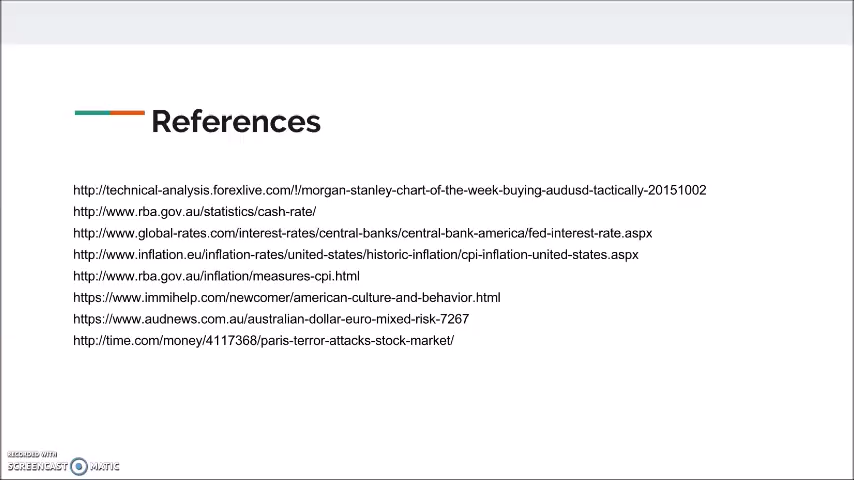 References
http://technical-analysis.forexlive.com/!/morgan-stanley-chart-of-the-week-buying-audusd-tactically-20151002
http://www.rba.gov.au/statistics/cash-rate/
http://www.global-rates.com/interest-rates/central-banks/central-bank-america/fed-interest-rate.aspx
http://www.inflation.eu/inflation-rates/united-states/historic-inflation/cpi-inflation-united-states.aspx
http://www.rba.gov.au/inflation/measures-cpi.html
https://www.immihelp.com/newcomer/american-culture-and-behavior.html
https://www.audnews.com.au/australian-dollar-euro-mixed-risk-7267
http://time.com/money/4117368/paris-terror-attacks-stock-market/
RECORDED WITH
SCREENCAST MATIC